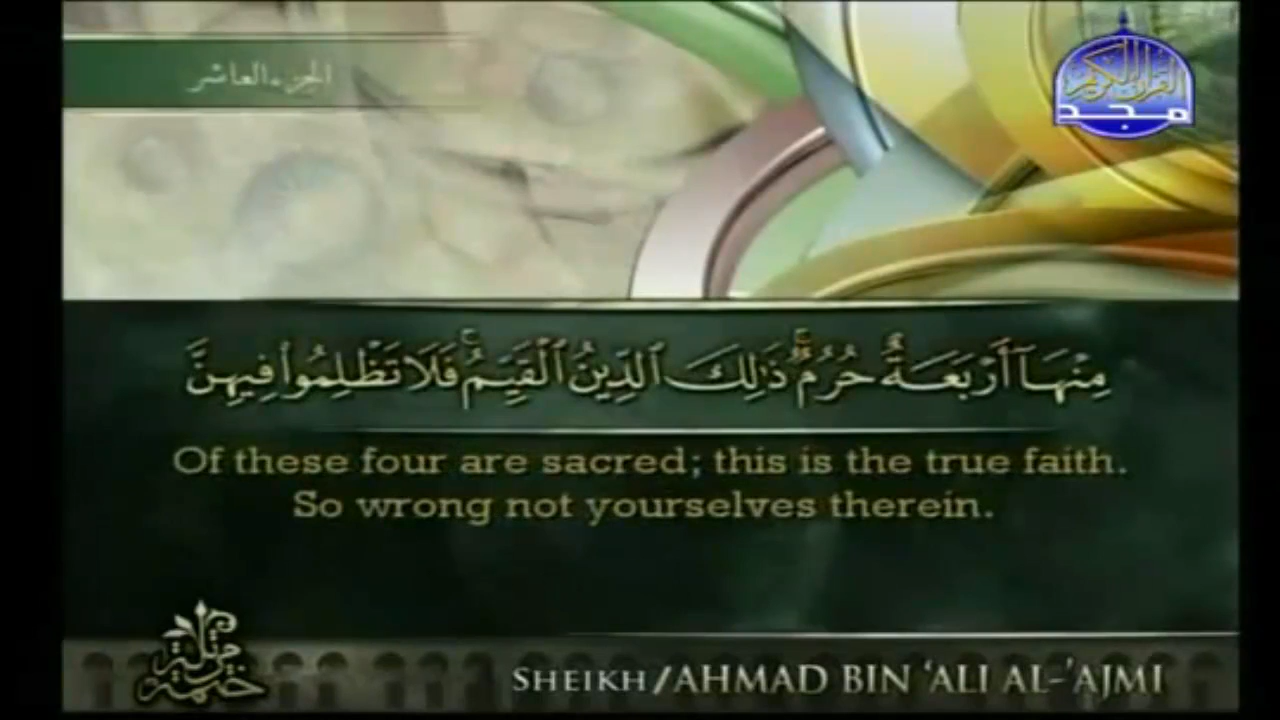 الجزء العاشر
القرآن الكريم
مجد
مِنْهَآ أَرْبَعَةٌ حُرُمٌ ۚ ذَٰلِكَ ٱلدِّينُ ٱلْقَيِّمُ ۚ فَلَا تَظْلِمُوا۟ فِيهِنَّ
Of these four are sacred; this is the true faith.
So wrong not yourselves therein.
ختمة مرتلة
SHEIKH/AHMAD BIN ‘ALI AL-’AJMI